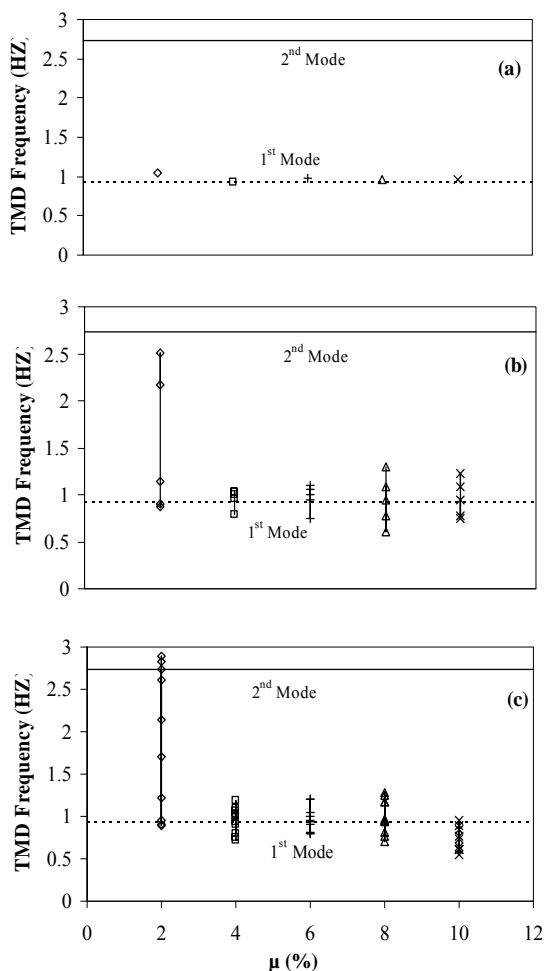 3
2.5
2
1.5
1
0.5
0
TMD Frequency (HZ)
2nd Mode
1st Mode
(a)
3
2.5
2
1.5
1
0.5
0
TMD Frequency (HZ)
2nd Mode
1st Mode
(b)
3
2.5
2
1.5
1
0.5
0
TMD Frequency (HZ)
2nd Mode
1st Mode
(c)
0 2 4 6 8 10 12
μ (%)